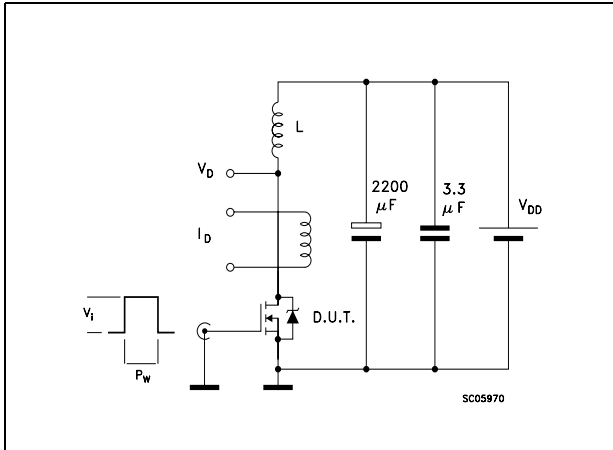 L
V_D
2200 μF
3.3 μF
V_DD
I_D
V_i
D.U.T.
P_W
SC05970